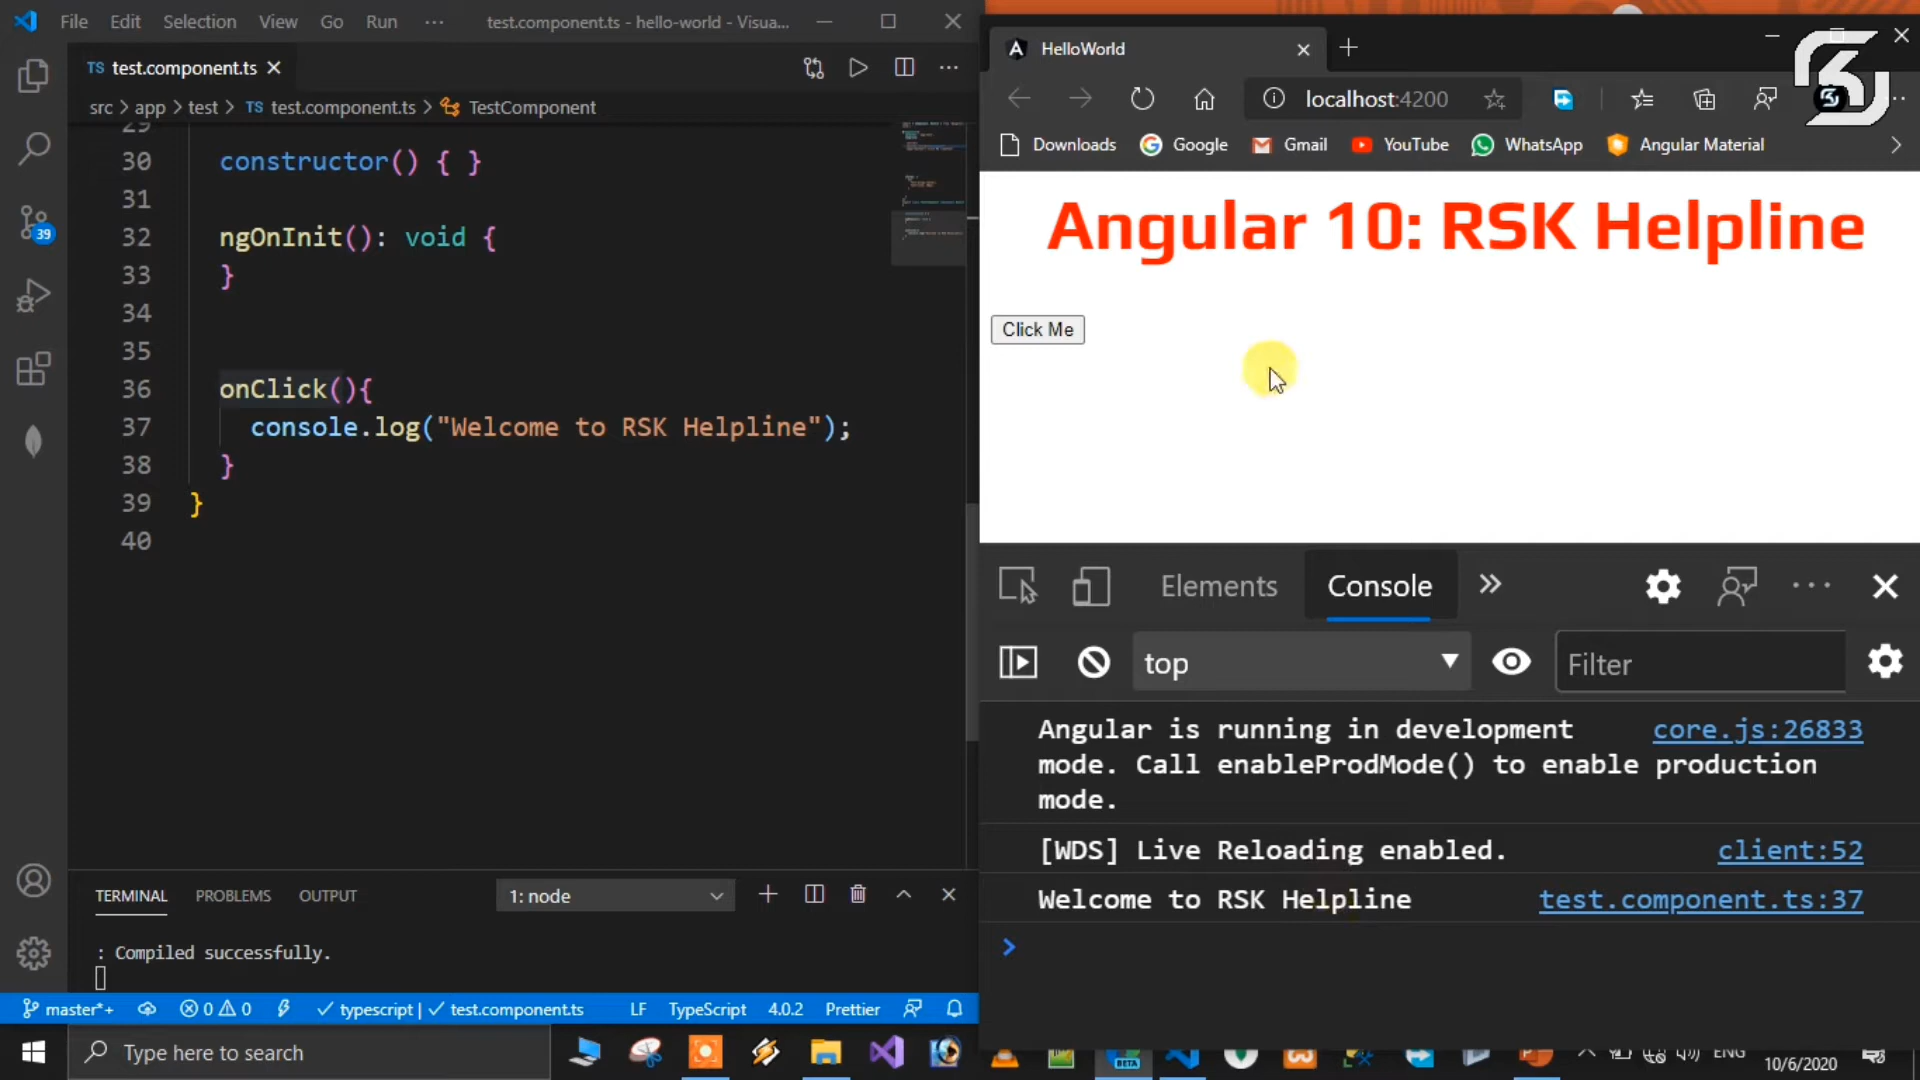 File Edit Selection View Go Run ··· test.component.ts - hello-world - Visua...
TS test.component.ts
src > app > test > TS test.component.ts > TestComponent
29
30 constructor() { }
31
32 ngOnInit(): void {
33 }
34
35
36 onClick(){
37 console.log("Welcome to RSK Helpline");
38 }
39 }
40
39
TERMINAL PROBLEMS OUTPUT 1: node
: Compiled successfully.
master*+ 0 0 typescript | test.component.ts LF TypeScript 4.0.2 Prettier
HelloWorld
localhost:4200
Downloads Google Gmail YouTube WhatsApp Angular Material
Angular 10: RSK Helpline
Click Me
Elements Console
top Filter
Angular is running in development core.js:26833
mode. Call enableProdMode() to enable production
mode.
[WDS] Live Reloading enabled. client:52
Welcome to RSK Helpline test.component.ts:37
>
Type here to search
BETA
ENG
10/6/2020